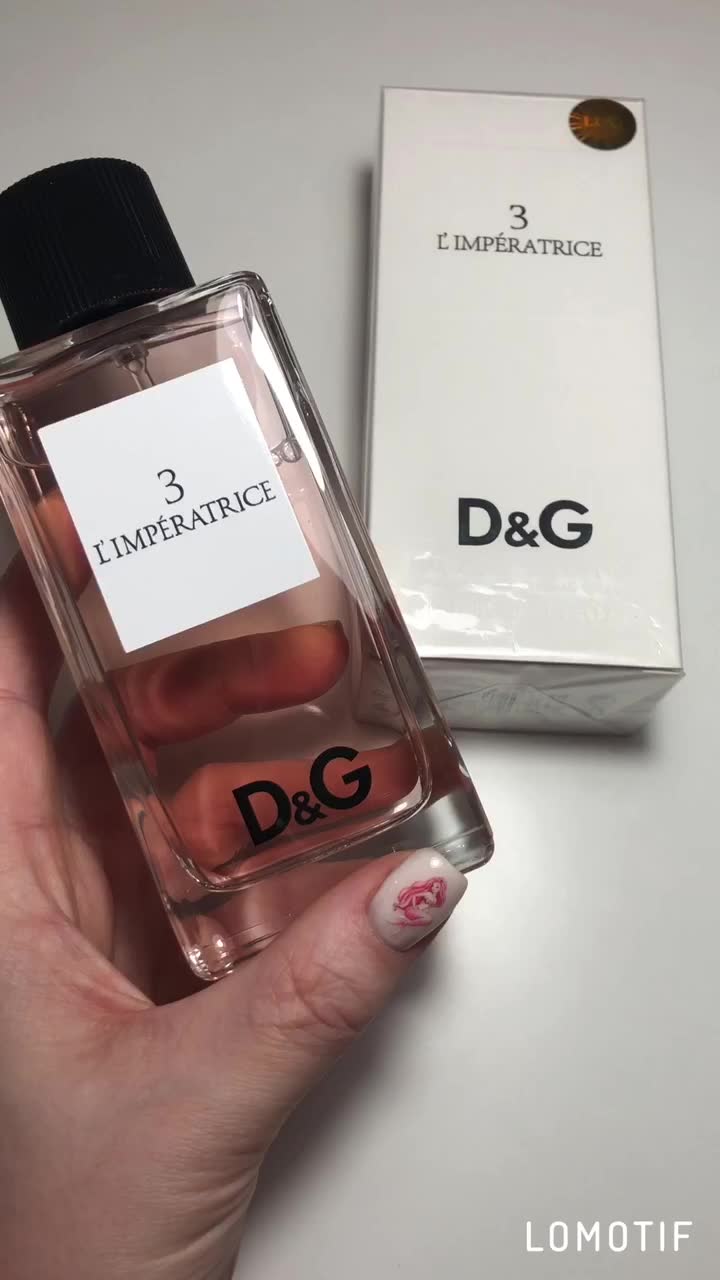 3
L'IMPÉRATRICE
D&G
3
L'IMPÉRATRICE
D&G
LOMOTIF